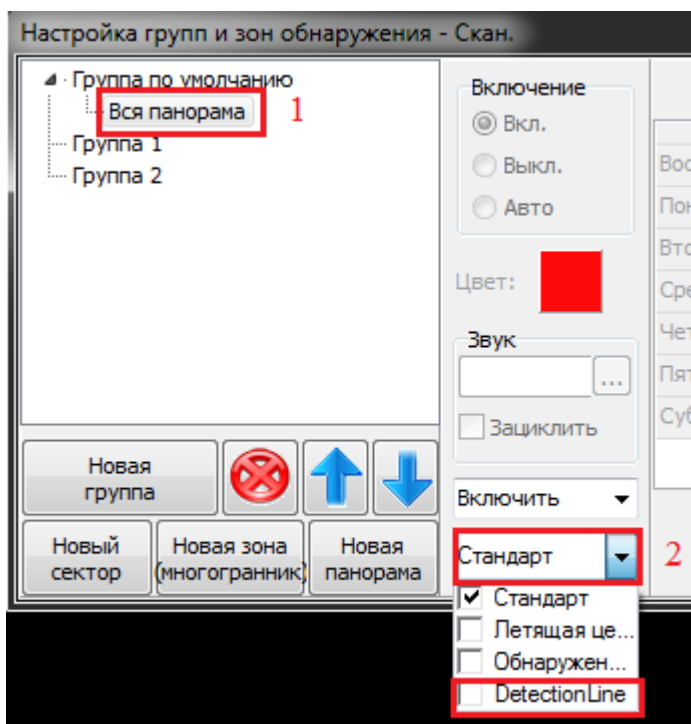 Настройка групп и зон обнаружения - Скан.
Группа по умолчанию
Вся панорама
1
Группа 1
Группа 2
Включение
Вкл.
Выкл.
Авто
Цвет:
Звук
...
Зациклить
Вос
Пон
Вто
Сре
Чет
Пят
Суб
Новая
группа
Новый
сектор
Новая зона
(многогранник)
Новая
панорама
Включить
Стандарт
2
Стандарт
Летящая це...
Обнаружен...
DetectionLine